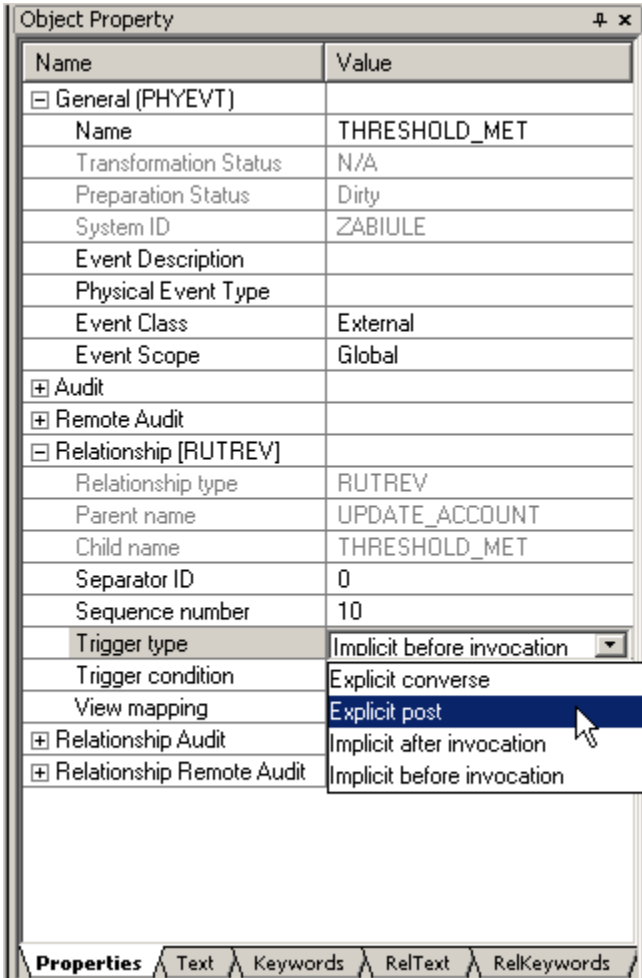 Object Property
Name Value
General (PHYEVT)
Name THRESHOLD_MET
Transformation Status N/A
Preparation Status Dirty
System ID ZABIULE
Event Description
Physical Event Type
Event Class External
Event Scope Global
Audit
Remote Audit
Relationship [RUTREV]
Relationship type RUTREV
Parent name UPDATE_ACCOUNT
Child name THRESHOLD_MET
Separator ID 0
Sequence number 10
Trigger type Implicit before invocation
Trigger condition Explicit converse
View mapping Explicit post
Relationship Audit Implicit after invocation
Relationship Remote Audit Implicit before invocation
Properties Text Keywords RelText RelKeywords